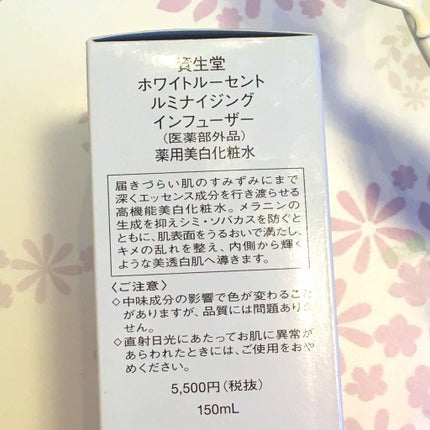 資生堂
ホワイトルーセント
ルミナイジング
インフューザー
(医薬部外品)
薬用美白化粧水
届きづらい肌のすみずみにまで
深くエッセンス成分を行き渡らせる
高機能美白化粧水。メラニンの
生成を抑えシミ・ソバカスを防ぐと
ともに、肌表面をうるおいで満たし、
キメの乱れを整え、内側から輝く
ような美透白肌へ導きます。
〈ご注意〉
◇中味成分の影響で色が変わること
がありますが、品質には問題ありま
せん。
◇直射日光にあたってお肌に異常が
あらわれたときには、ご使用をおや
めください。
5,500円(税抜)
150mL